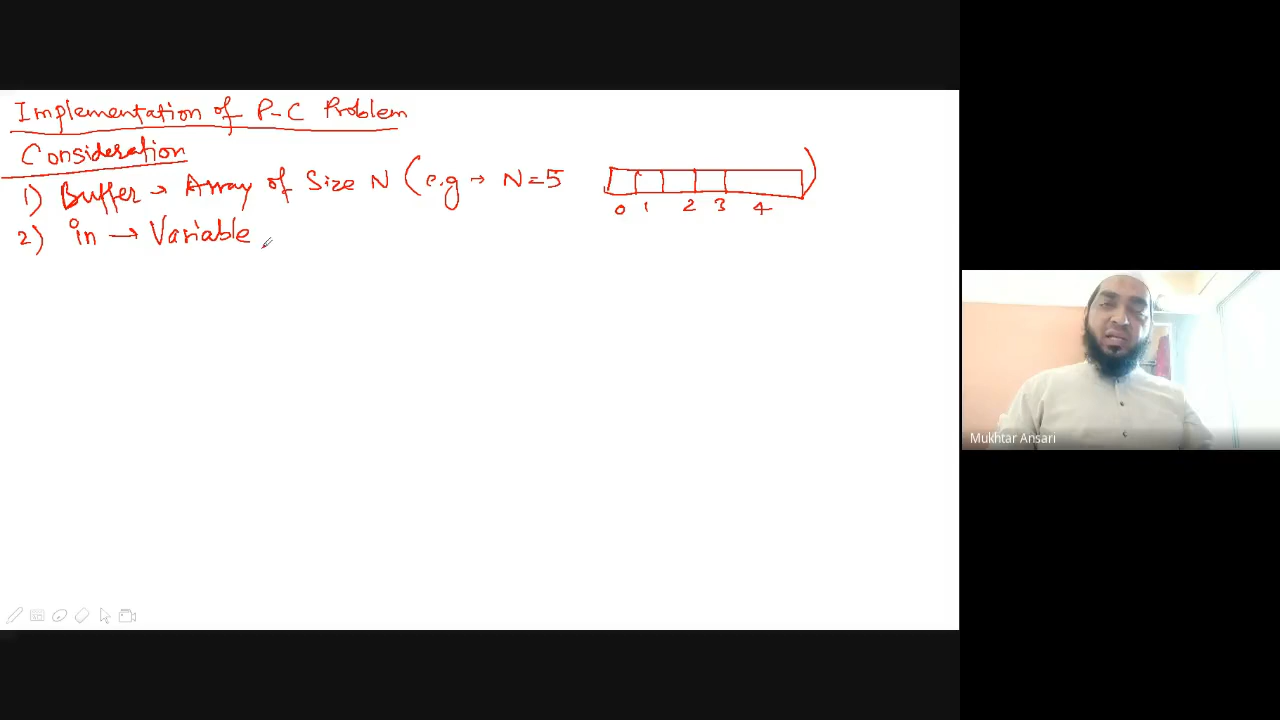 Implementation of P-C Problem
Consideration
1) Buffer → Array of Size N (e.g → N=5
0 1 2 3 4 )
2) in → Variable
Mukhtar Ansari